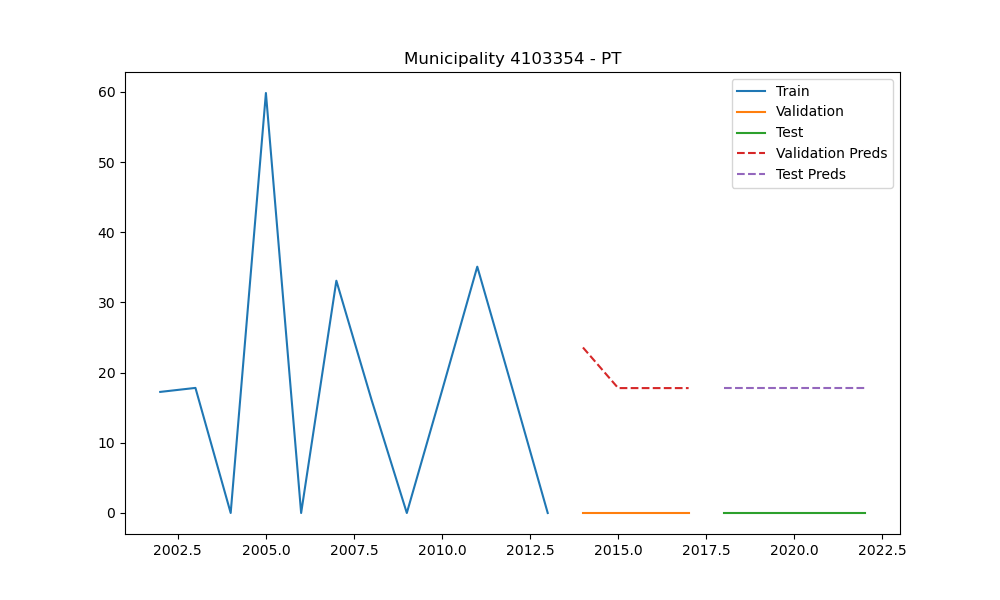 Municipality 4103354 - PT
Train
Validation
Test
Validation Preds
Test Preds
60
50
40
30
20
10
0
2002.5 2005.0 2007.5 2010.0 2012.5 2015.0 2017.5 2020.0 2022.5